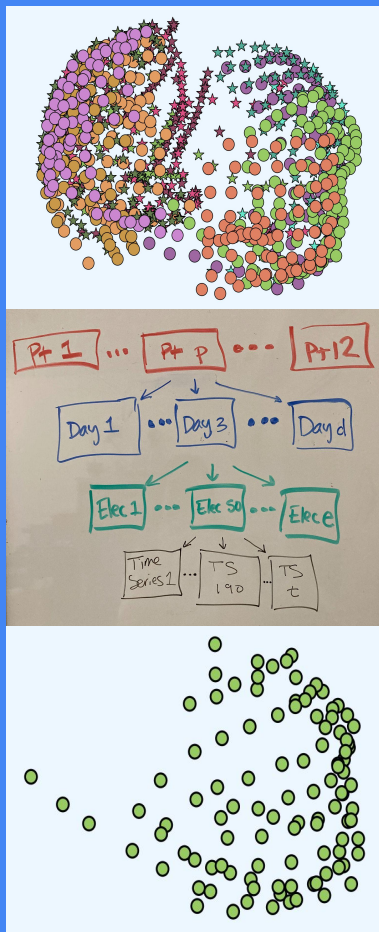 Pt 1 ... Pt p ... Pt 12
Day 1 ... Day 3 ... Day d
Elec 1 ... Elec 50 ... Elec e
Time Series 1 ... TS 190 ... TS t